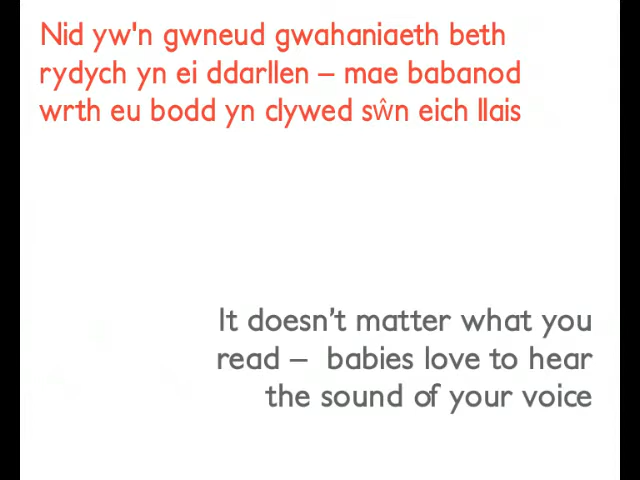 Nid yw'n gwneud gwahaniaeth beth
rydych yn ei ddarllen – mae babanod
wrth eu bodd yn clywed sŵn eich llais
It doesn’t matter what you
read –  babies love to hear
the sound of your voice